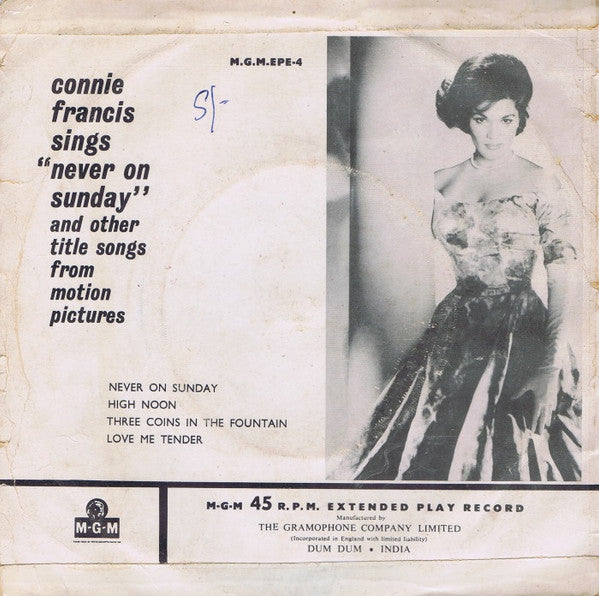 M.G.M.EPE-4
connie
francis
sings
"never on
sunday"
and other
title songs
from
motion
pictures
5/-
NEVER ON SUNDAY
HIGH NOON
THREE COINS IN THE FOUNTAIN
LOVE ME TENDER
M-G-M
M-G-M 45 R.P.M. EXTENDED PLAY RECORD
Manufactured by
THE GRAMOPHONE COMPANY LIMITED
(Incorporated in England with limited liability)
DUM DUM • INDIA